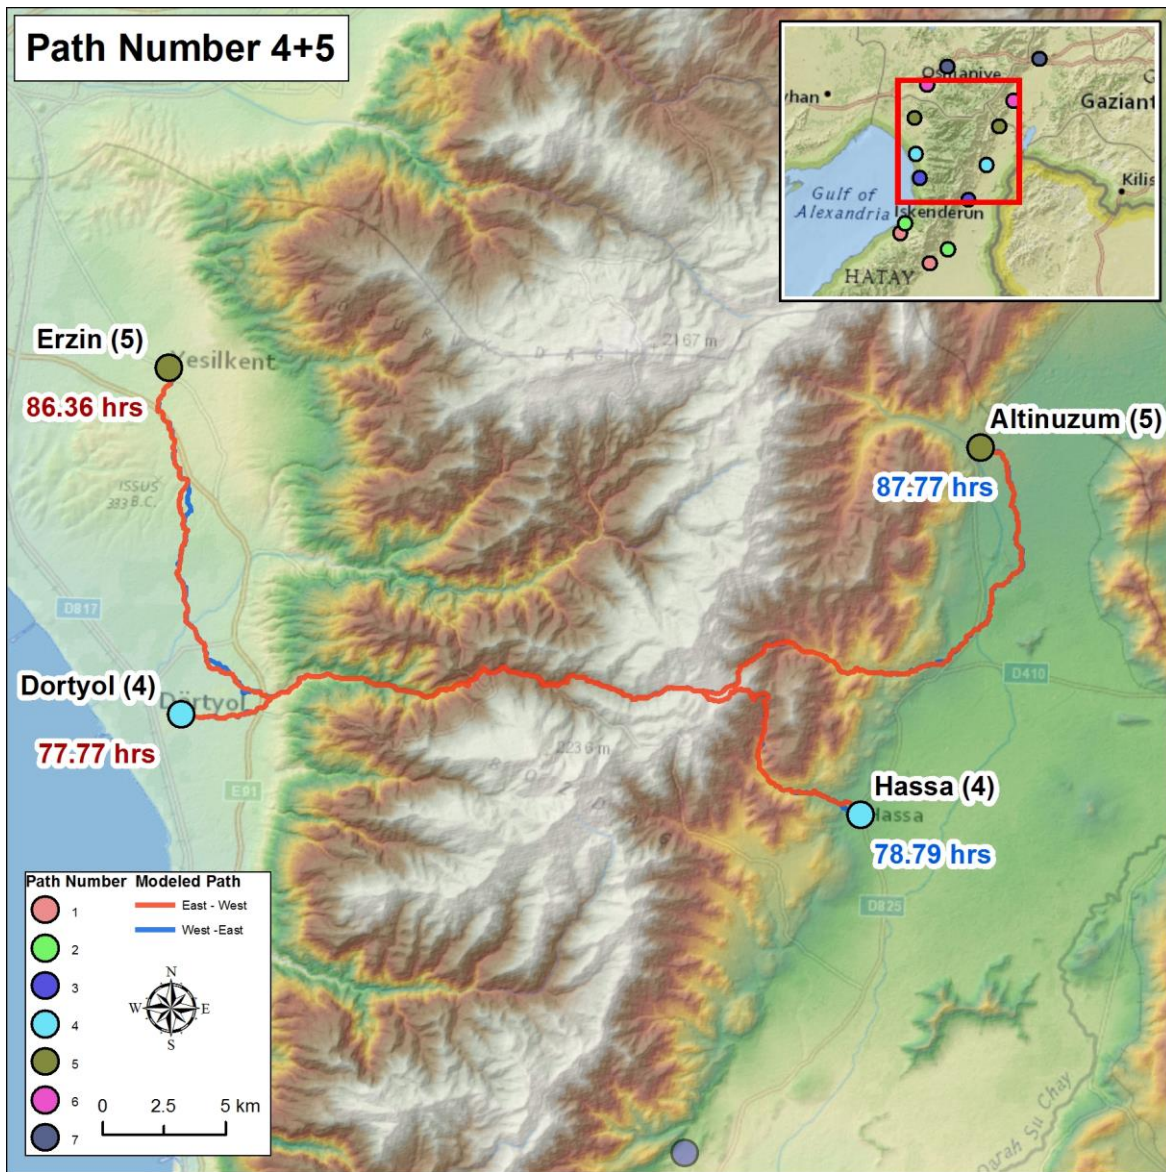 Path Number 4+5
Osmaniye
yhan
G
Gaziant
Gulf of
Alexandria
Iskenderun
Kilis
HATAY
2167 m
Erzin (5)
Yesilkent
86.36 hrs
Altinuzum (5)
87.77 hrs
ISSUS
333 B.C.
D817
Dortyol (4)
Dörtyol
77.77 hrs
D410
2236 m
E91
Hassa (4)
Hassa
78.79 hrs
D825
Path Number
Modeled Path
1
East - West
2
West -East
3
4
5
6
7
N
W
E
S
0 2.5 5 km
Darah Su Chay